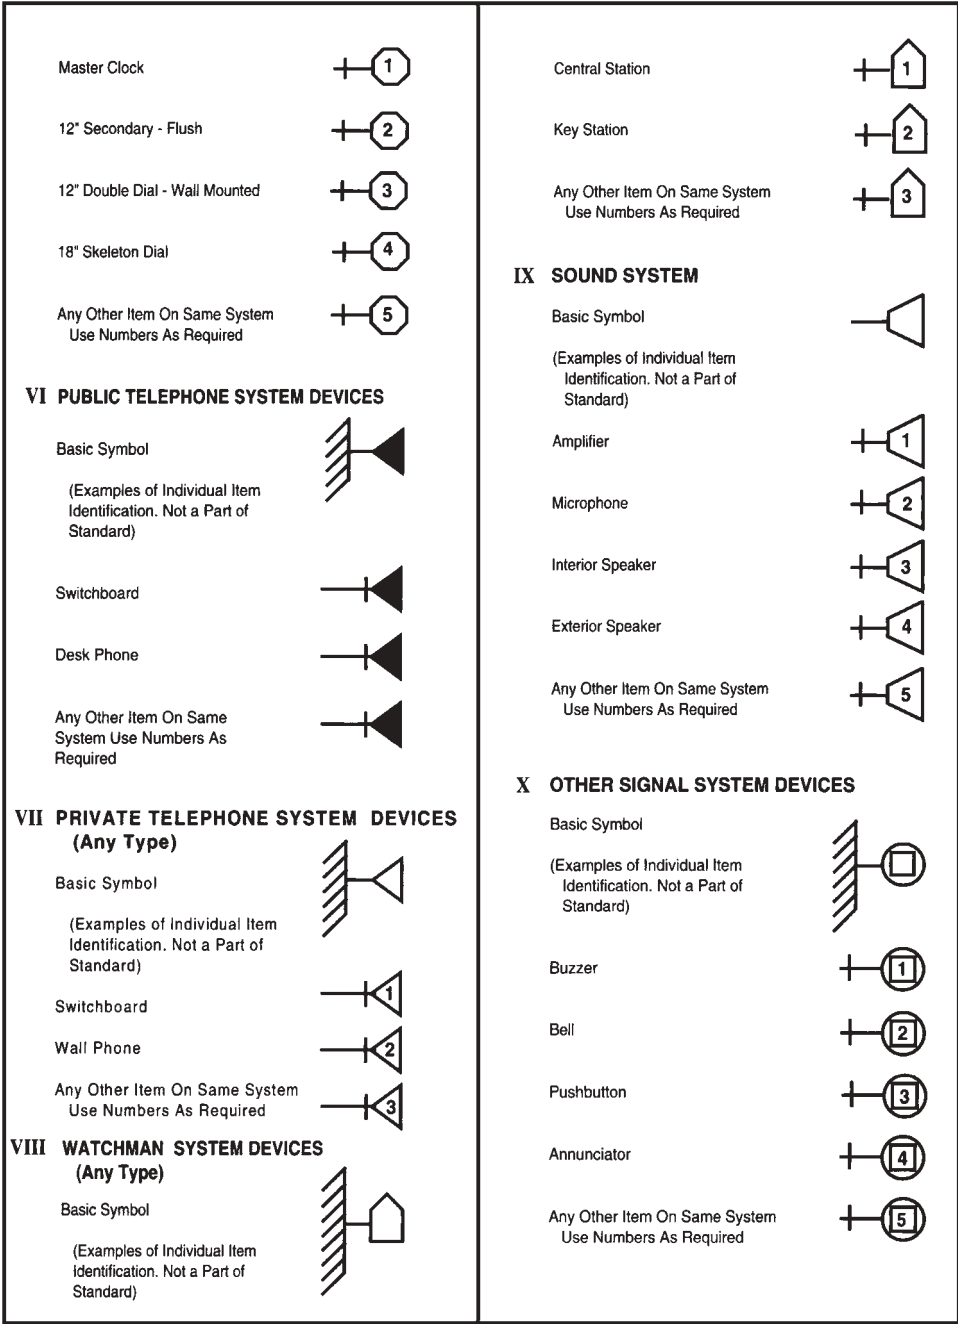 Master Clock 1
12" Secondary - Flush 2
12" Double Dial - Wall Mounted 3
18" Skeleton Dial 4
Any Other Item On Same System 5
Use Numbers As Required
VI PUBLIC TELEPHONE SYSTEM DEVICES
Basic Symbol
(Examples of Individual Item
Identification. Not a Part of
Standard)
Switchboard
Desk Phone
Any Other Item On Same
System Use Numbers As
Required
VII PRIVATE TELEPHONE SYSTEM DEVICES
(Any Type)
Basic Symbol
(Examples of Individual Item
Identification. Not a Part of
Standard)
Switchboard 1
Wall Phone 2
Any Other Item On Same System
Use Numbers As Required 3
VIII WATCHMAN SYSTEM DEVICES
(Any Type)
Basic Symbol
(Examples of Individual Item
Identification. Not a Part of
Standard)
Central Station 1
Key Station 2
Any Other Item On Same System 3
Use Numbers As Required
IX SOUND SYSTEM
Basic Symbol
(Examples of Individual Item
Identification. Not a Part of
Standard)
Amplifier 1
Microphone 2
Interior Speaker 3
Exterior Speaker 4
Any Other Item On Same System 5
Use Numbers As Required
X OTHER SIGNAL SYSTEM DEVICES
Basic Symbol
(Examples of Individual Item
Identification. Not a Part of
Standard)
Buzzer 1
Bell 2
Pushbutton 3
Annunciator 4
Any Other Item On Same System 5
Use Numbers As Required